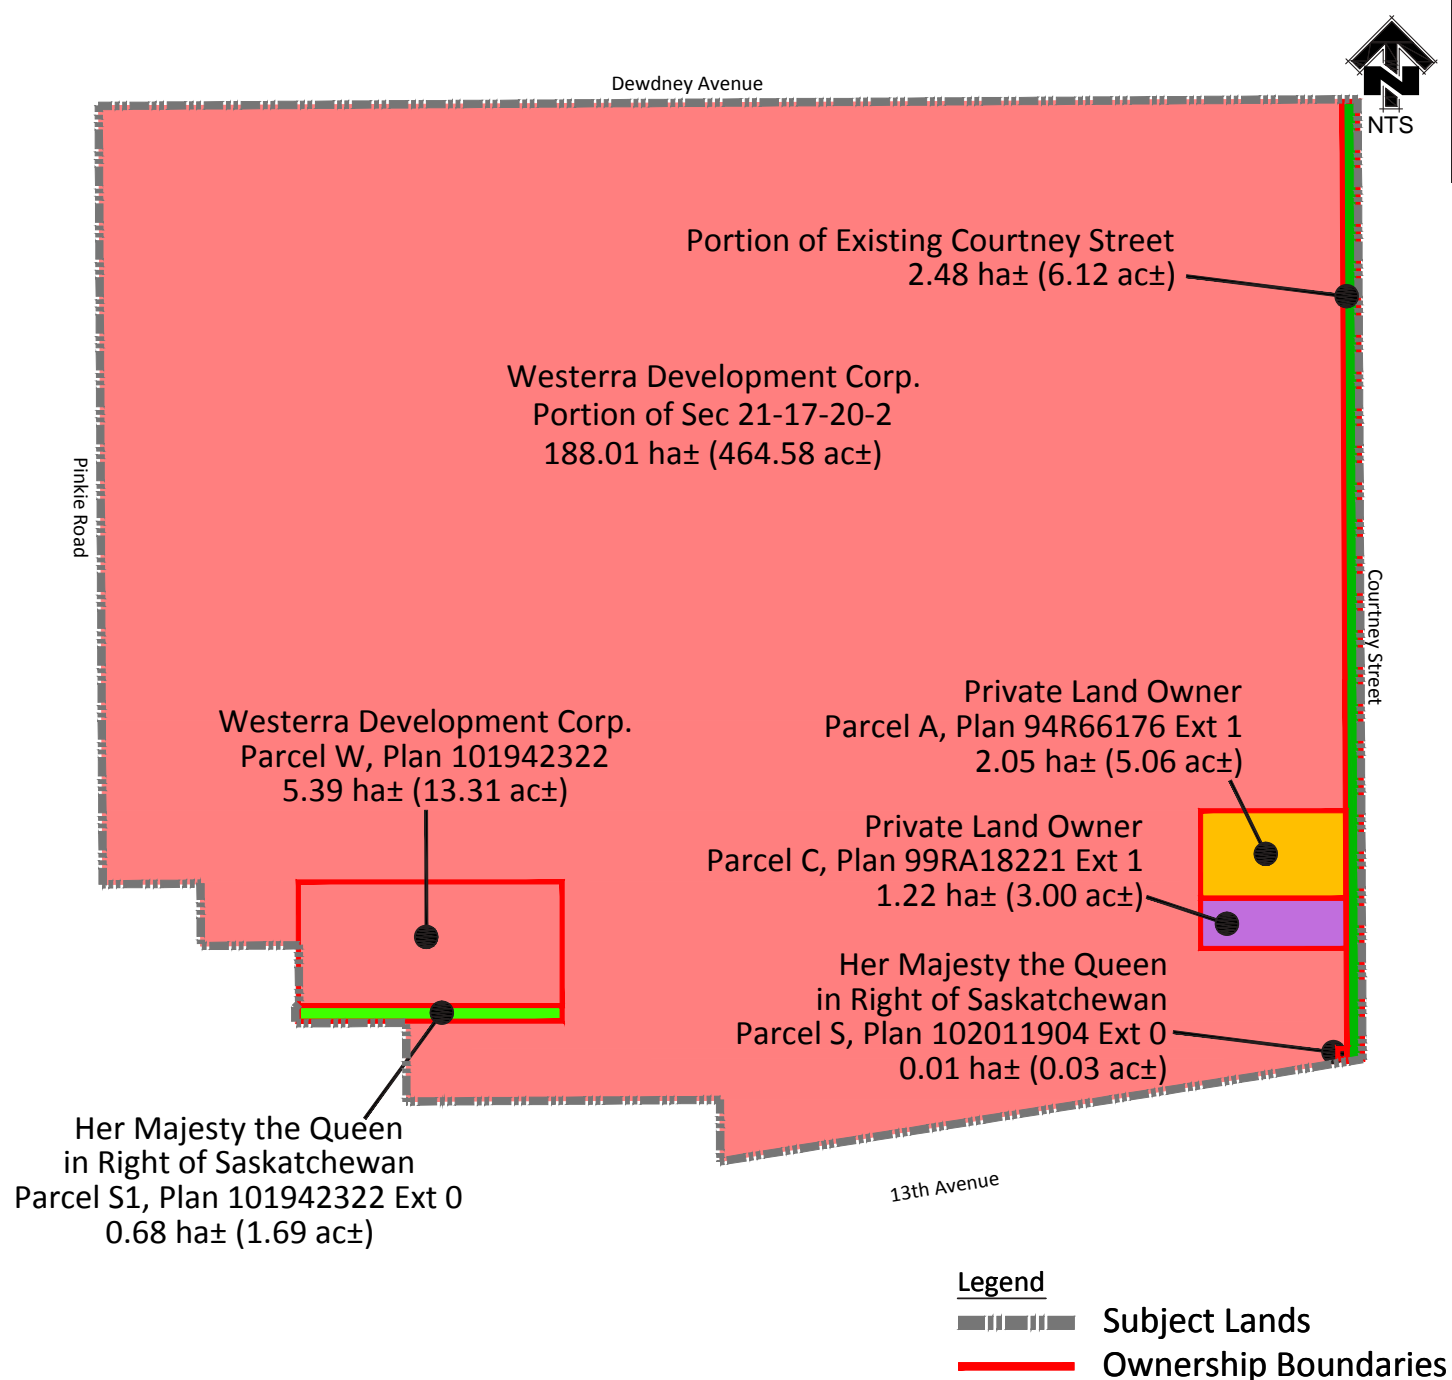 Dewdney Avenue
NTS
Portion of Existing Courtney Street
2.48 ha± (6.12 ac±)
Westerra Development Corp.
Portion of Sec 21-17-20-2
188.01 ha± (464.58 ac±)
Pinkie Road
Courtney Street
Private Land Owner
Parcel A, Plan 94R66176 Ext 1
2.05 ha± (5.06 ac±)
Westerra Development Corp.
Parcel W, Plan 101942322
5.39 ha± (13.31 ac±)
Private Land Owner
Parcel C, Plan 99RA18221 Ext 1
1.22 ha± (3.00 ac±)
Her Majesty the Queen
in Right of Saskatchewan
Parcel S, Plan 102011904 Ext 0
0.01 ha± (0.03 ac±)
Her Majesty the Queen
in Right of Saskatchewan
Parcel S1, Plan 101942322 Ext 0
0.68 ha± (1.69 ac±)
13th Avenue
Legend
Subject Lands
Ownership Boundaries